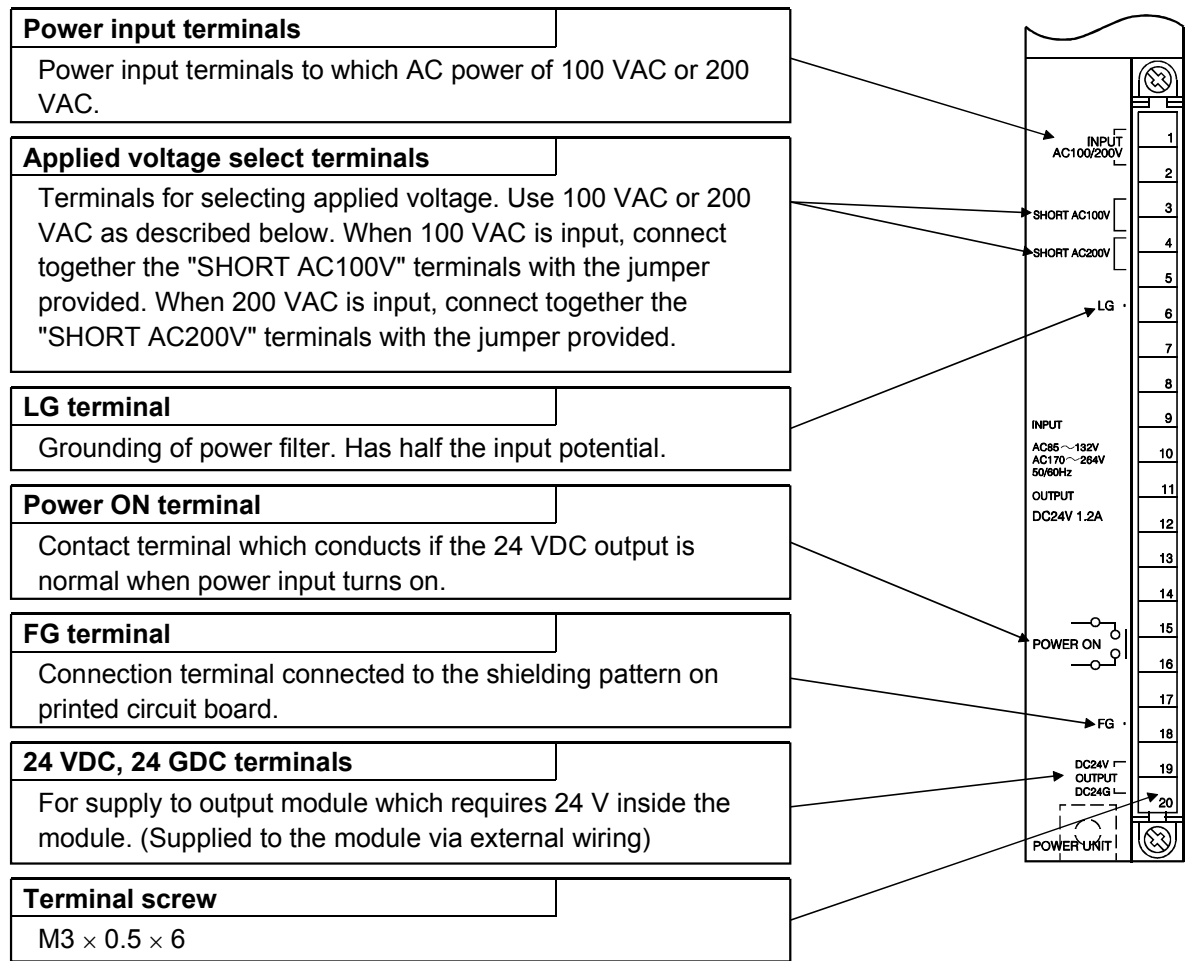 Power input terminals
Power input terminals to which AC power of 100 VAC or 200
VAC.
Applied voltage select terminals
Terminals for selecting applied voltage. Use 100 VAC or 200
VAC as described below. When 100 VAC is input, connect
together the "SHORT AC100V" terminals with the jumper
provided. When 200 VAC is input, connect together the
"SHORT AC200V" terminals with the jumper provided.
LG terminal
Grounding of power filter. Has half the input potential.
Power ON terminal
Contact terminal which conducts if the 24 VDC output is
normal when power input turns on.
FG terminal
Connection terminal connected to the shielding pattern on
printed circuit board.
24 VDC, 24 GDC terminals
For supply to output module which requires 24 V inside the
module. (Supplied to the module via external wiring)
Terminal screw
M3 × 0.5 × 6
INPUT
AC100/200V
SHORT AC100V
SHORT AC200V
LG
INPUT
AC85～132V
AC170～264V
50/60Hz
OUTPUT
DC24V 1.2A
POWER ON
FG
DC24V
OUTPUT
DC24G
POWER UNIT
1
2
3
4
5
6
7
8
9
10
11
12
13
14
15
16
17
18
19
20